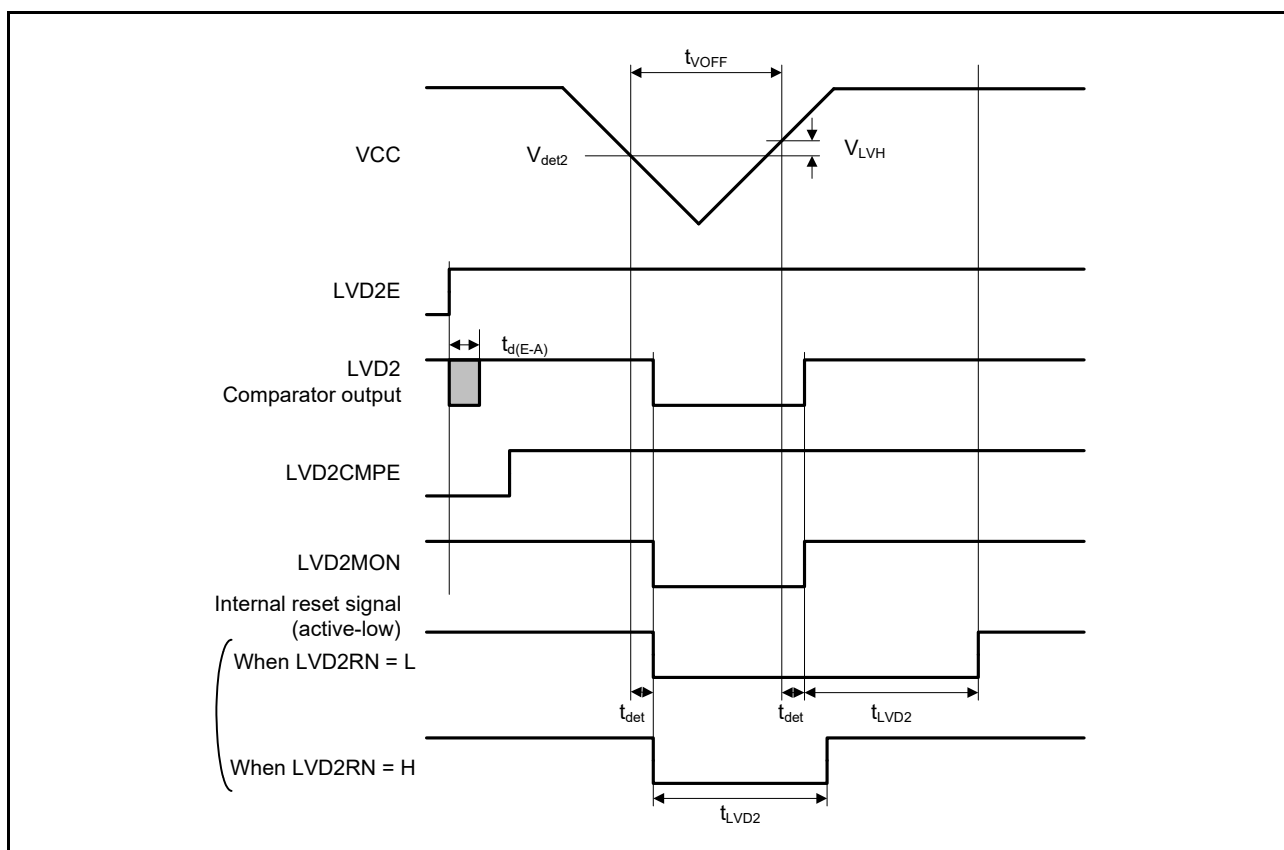 tVOFF
VCC
Vdet2
VLVH
LVD2E
td(E-A)
LVD2
Comparator output
LVD2CMPE
LVD2MON
Internal reset signal
(active-low)
When LVD2RN = L
tdet
tdet
tLVD2
When LVD2RN = H
tLVD2